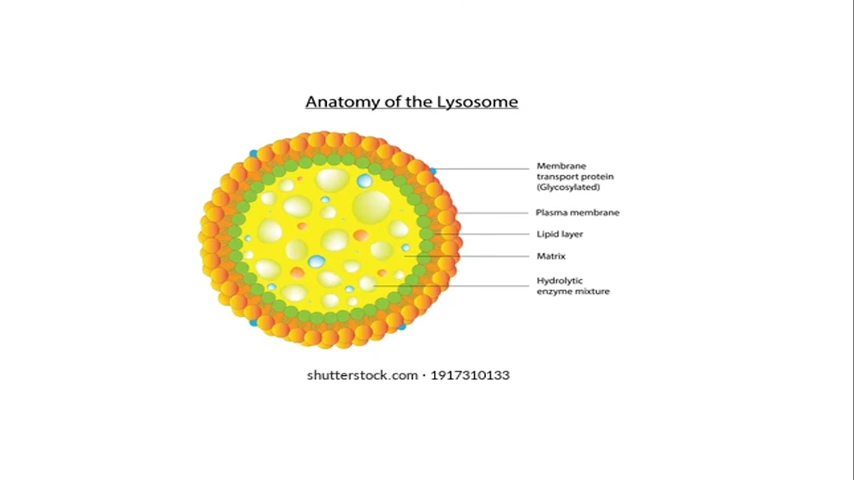 Anatomy of the Lysosome
Membrane
transport protein
(Glycosylated)
Plasma membrane
Lipid layer
Matrix
Hydrolytic
enzyme mixture
shutterstock.com · 1917310133